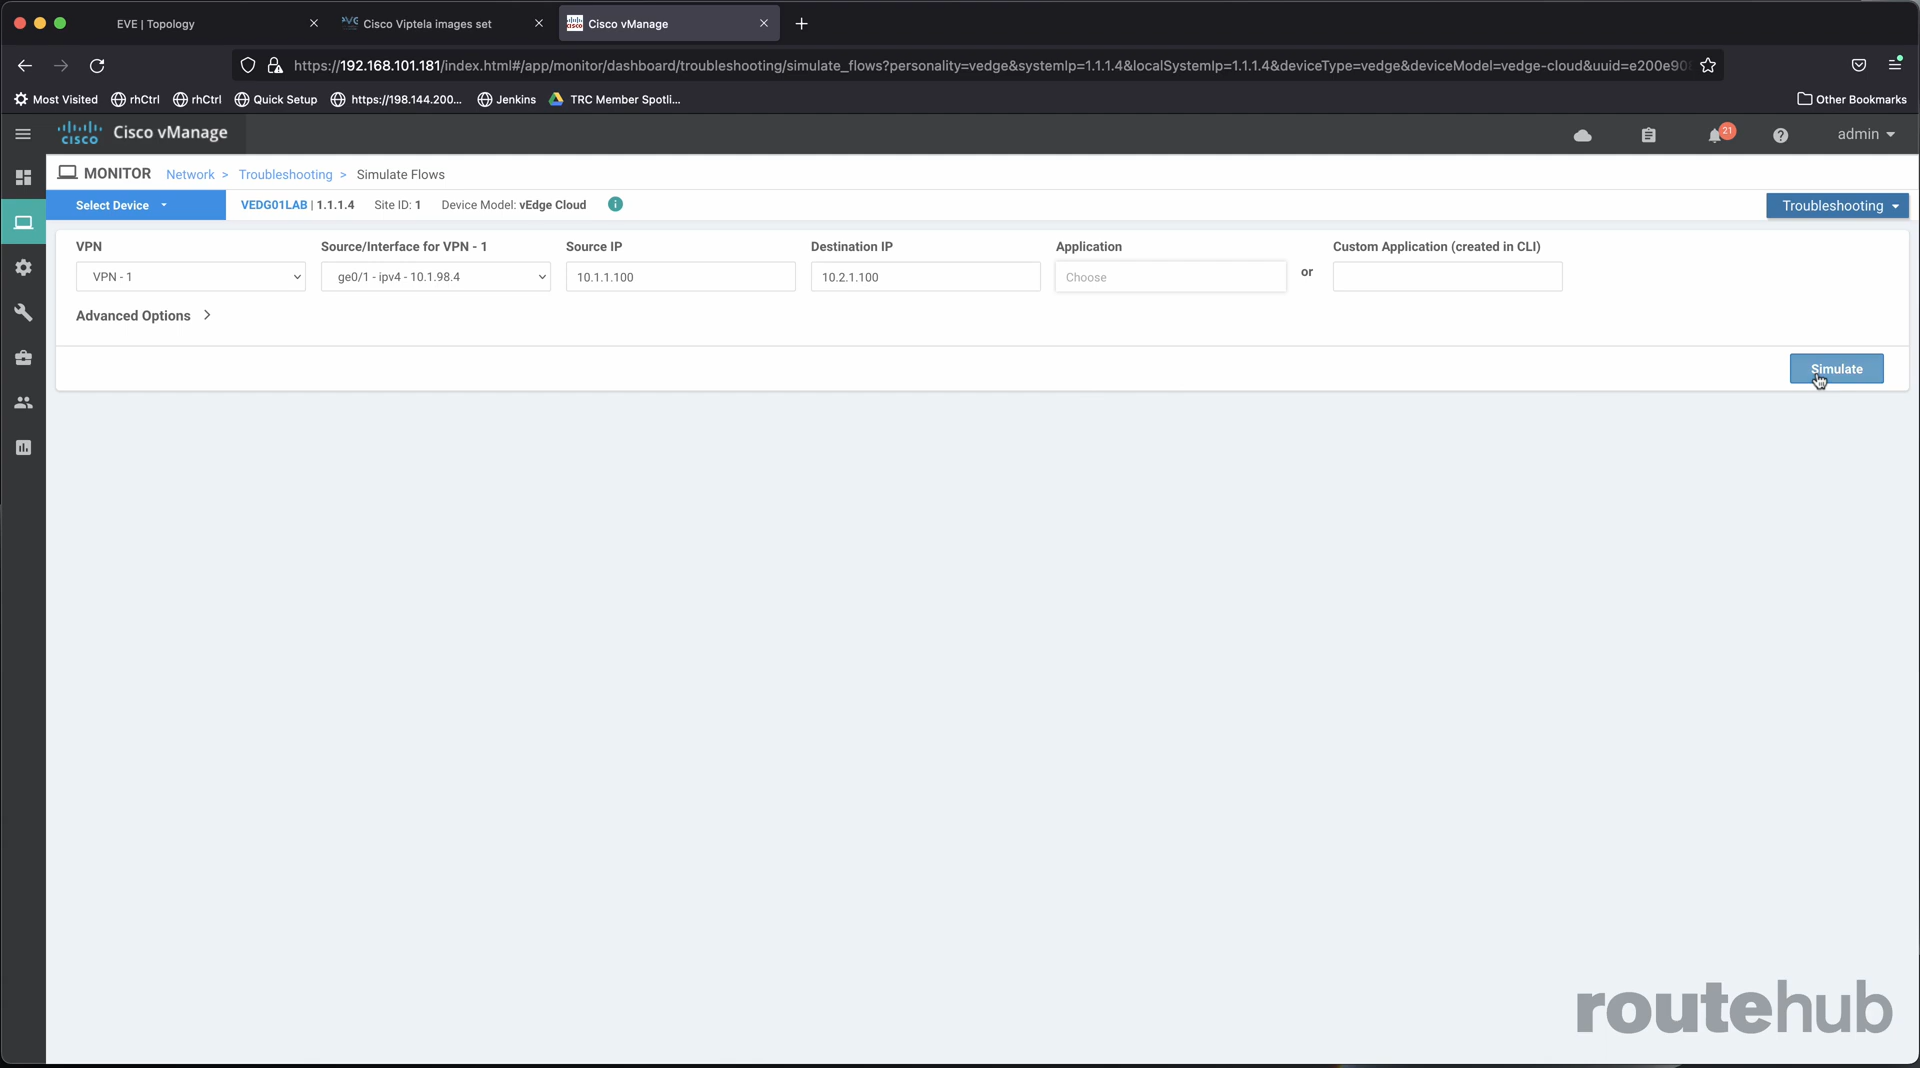 EVE | Topology
Cisco Viptela images set
Cisco vManage
https://192.168.101.181/index.html#/app/monitor/dashboard/troubleshooting/simulate_flows?personality=vedge&systemIp=1.1.1.4&localSystemIp=1.1.1.4&deviceType=vedge&deviceModel=vedge-cloud&uuid=e200e90
Most Visited
rhCtrl
rhCtrl
Quick Setup
https://198.144.200...
Jenkins
TRC Member Spotli...
Other Bookmarks
cisco
Cisco vManage
21
admin
MONITOR
Network >
Troubleshooting >
Simulate Flows
Select Device
VEDG01LAB | 1.1.1.4
Site ID: 1
Device Model: vEdge Cloud
Troubleshooting
VPN
Source/Interface for VPN - 1
Source IP
Destination IP
Application
Custom Application (created in CLI)
VPN - 1
ge0/1 - ipv4 - 10.1.98.4
10.1.1.100
10.2.1.100
Choose
or
Advanced Options
Simulate
routehub